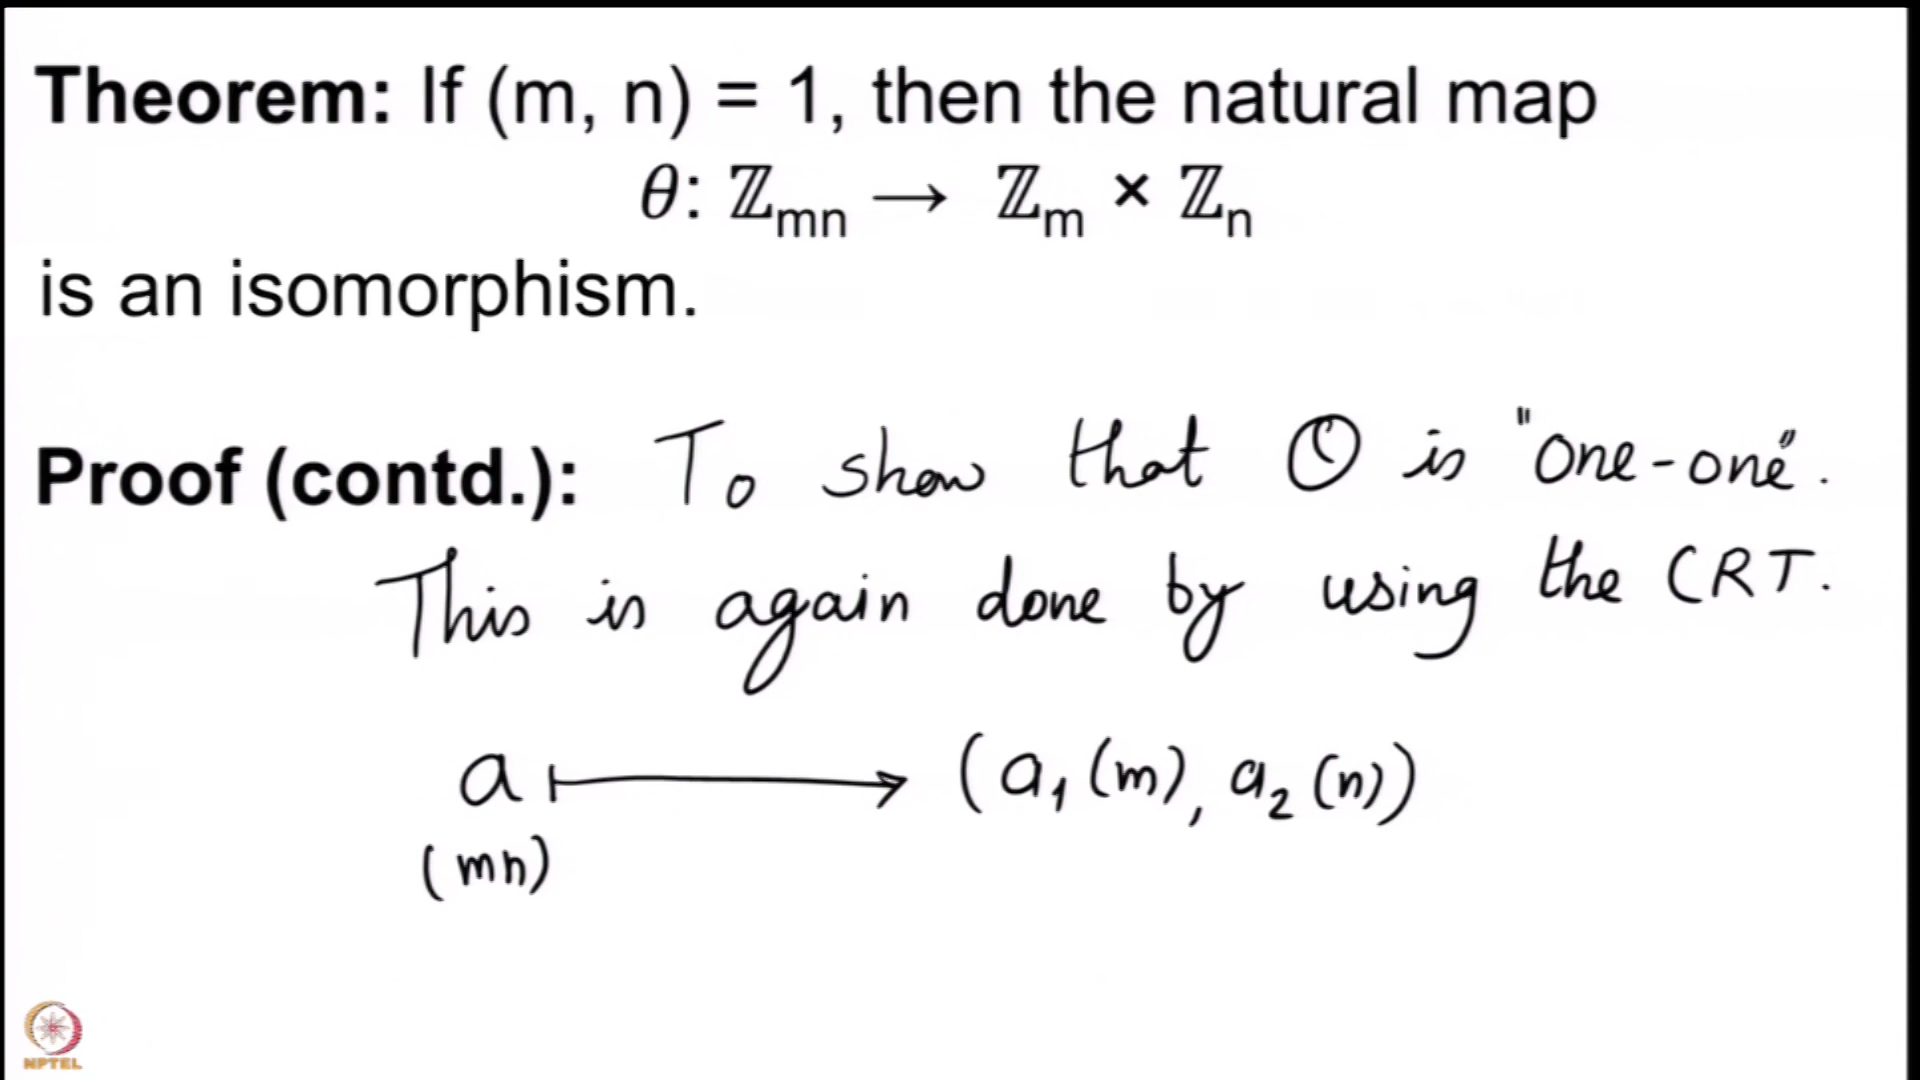 Theorem: If (m, n) = 1, then the natural map
θ: ℤmn → ℤm × ℤn
is an isomorphism.
Proof (contd.): To show that θ is "one-one".
This is again done by using the CRT.
a ↦ (a₁ (m), a₂ (n))
(mn)
NPTEL